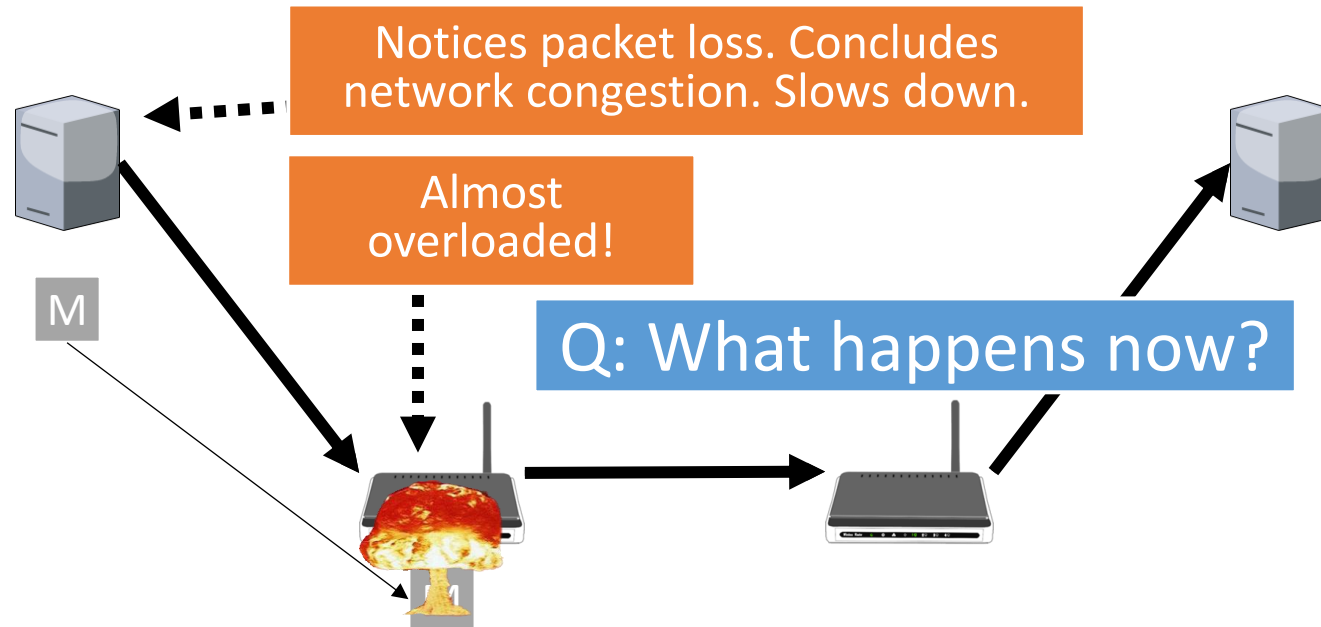 Notices packet loss. Concludes
network congestion. Slows down.
Almost
overloaded!
M
Q: What happens now?